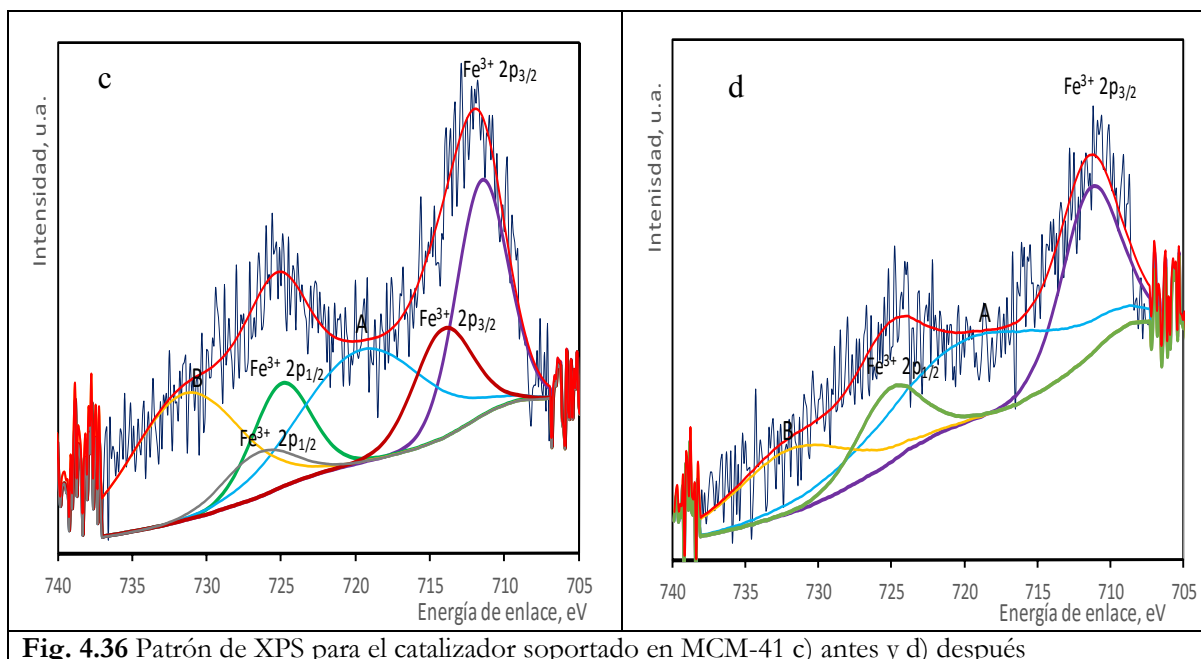 c
Fe³⁺ 2p₃/₂
Intensidad, u.a.
A
Fe³⁺ 2p₃/₂
B
Fe³⁺ 2p₁/₂
Fe³⁺ 2p₁/₂
740 735 730 725 720 715 710 705
Energía de enlace, eV
d
Fe³⁺ 2p₃/₂
Intenisdad, u.a.
A
Fe³⁺ 2p₁/₂
B
740 735 730 725 720 715 710 705
Energía de enlace, eV
Fig. 4.36 Patrón de XPS para el catalizador soportado en MCM-41 c) antes y d) después